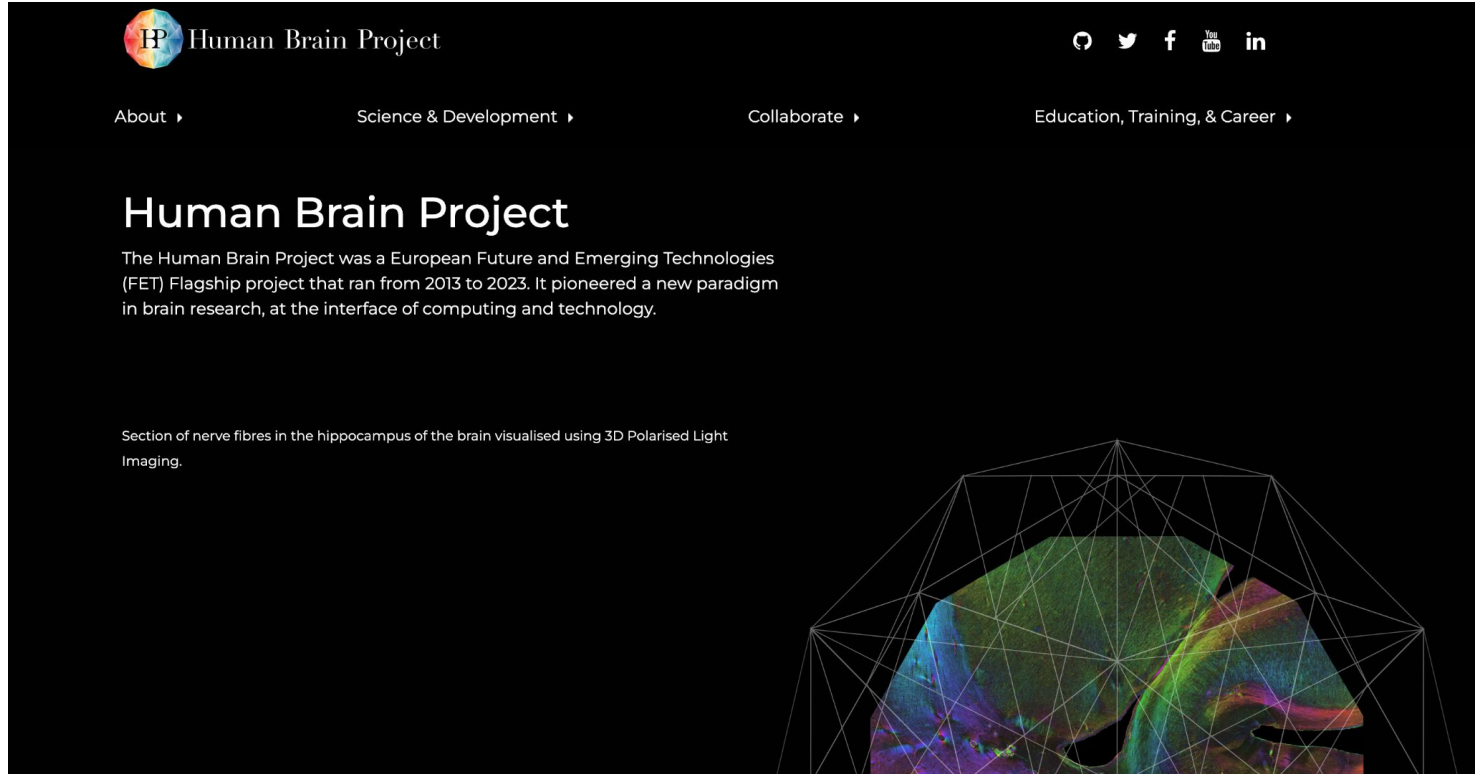 HP Human Brain Project
You
Tube
in
About
Science & Development
Collaborate
Education, Training, & Career
Human Brain Project
The Human Brain Project was a European Future and Emerging Technologies
(FET) Flagship project that ran from 2013 to 2023. It pioneered a new paradigm
in brain research, at the interface of computing and technology.
Section of nerve fibres in the hippocampus of the brain visualised using 3D Polarised Light
Imaging.